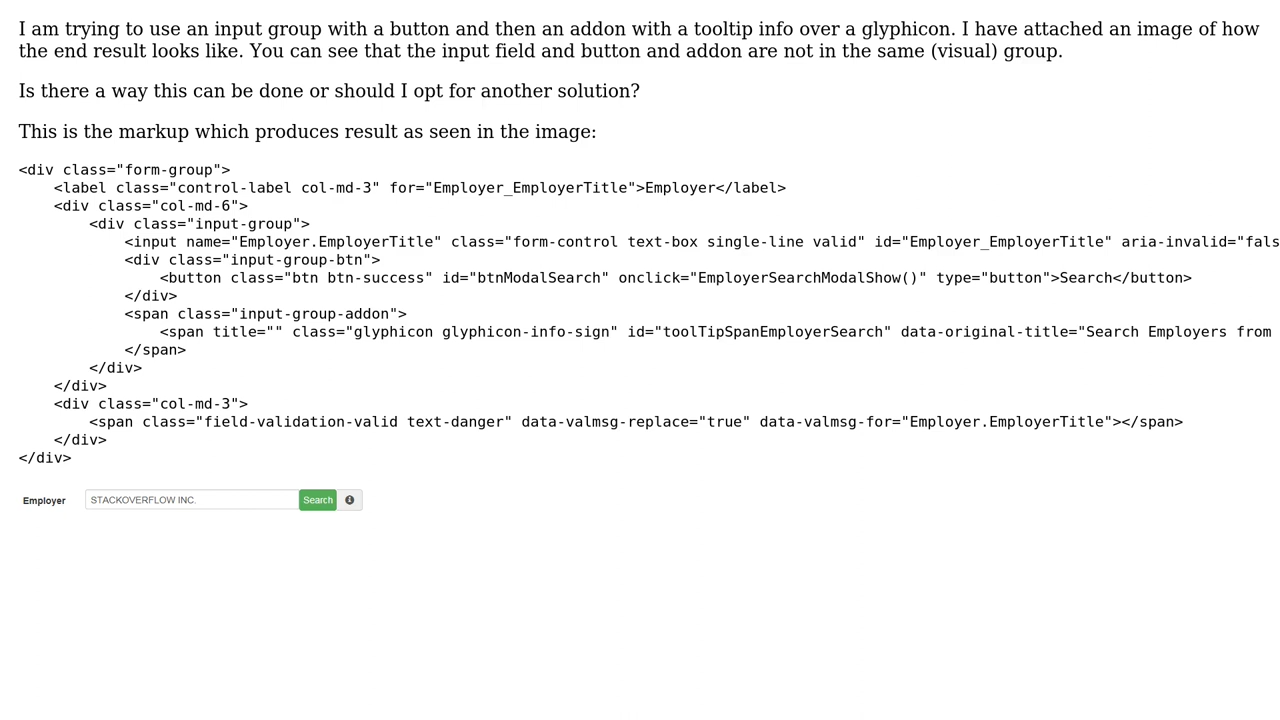 I am trying to use an input group with a button and then an addon with a tooltip info over a glyphicon. I have attached an image of how
the end result looks like. You can see that the input field and button and addon are not in the same (visual) group.
Is there a way this can be done or should I opt for another solution?
This is the markup which produces result as seen in the image:
<div class="form-group">
    <label class="control-label col-md-3" for="Employer_EmployerTitle">Employer</label>
    <div class="col-md-6">
        <div class="input-group">
            <input name="Employer.EmployerTitle" class="form-control text-box single-line valid" id="Employer_EmployerTitle" aria-invalid="fals
            <div class="input-group-btn">
                <button class="btn btn-success" id="btnModalSearch" onclick="EmployerSearchModalShow()" type="button">Search</button>
            </div>
            <span class="input-group-addon">
                <span title="" class="glyphicon glyphicon-info-sign" id="toolTipSpanEmployerSearch" data-original-title="Search Employers from
            </span>
        </div>
    </div>
    <div class="col-md-3">
        <span class="field-validation-valid text-danger" data-valmsg-replace="true" data-valmsg-for="Employer.EmployerTitle"></span>
    </div>
</div>
Employer STACKOVERFLOW INC. Search